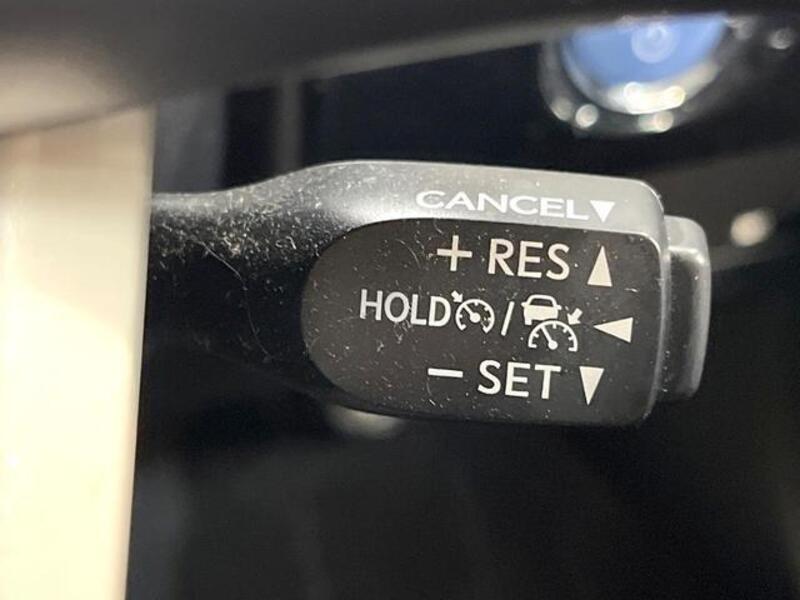 CANCEL▼
+ RES ▲
HOLD / ◀
− SET ▼